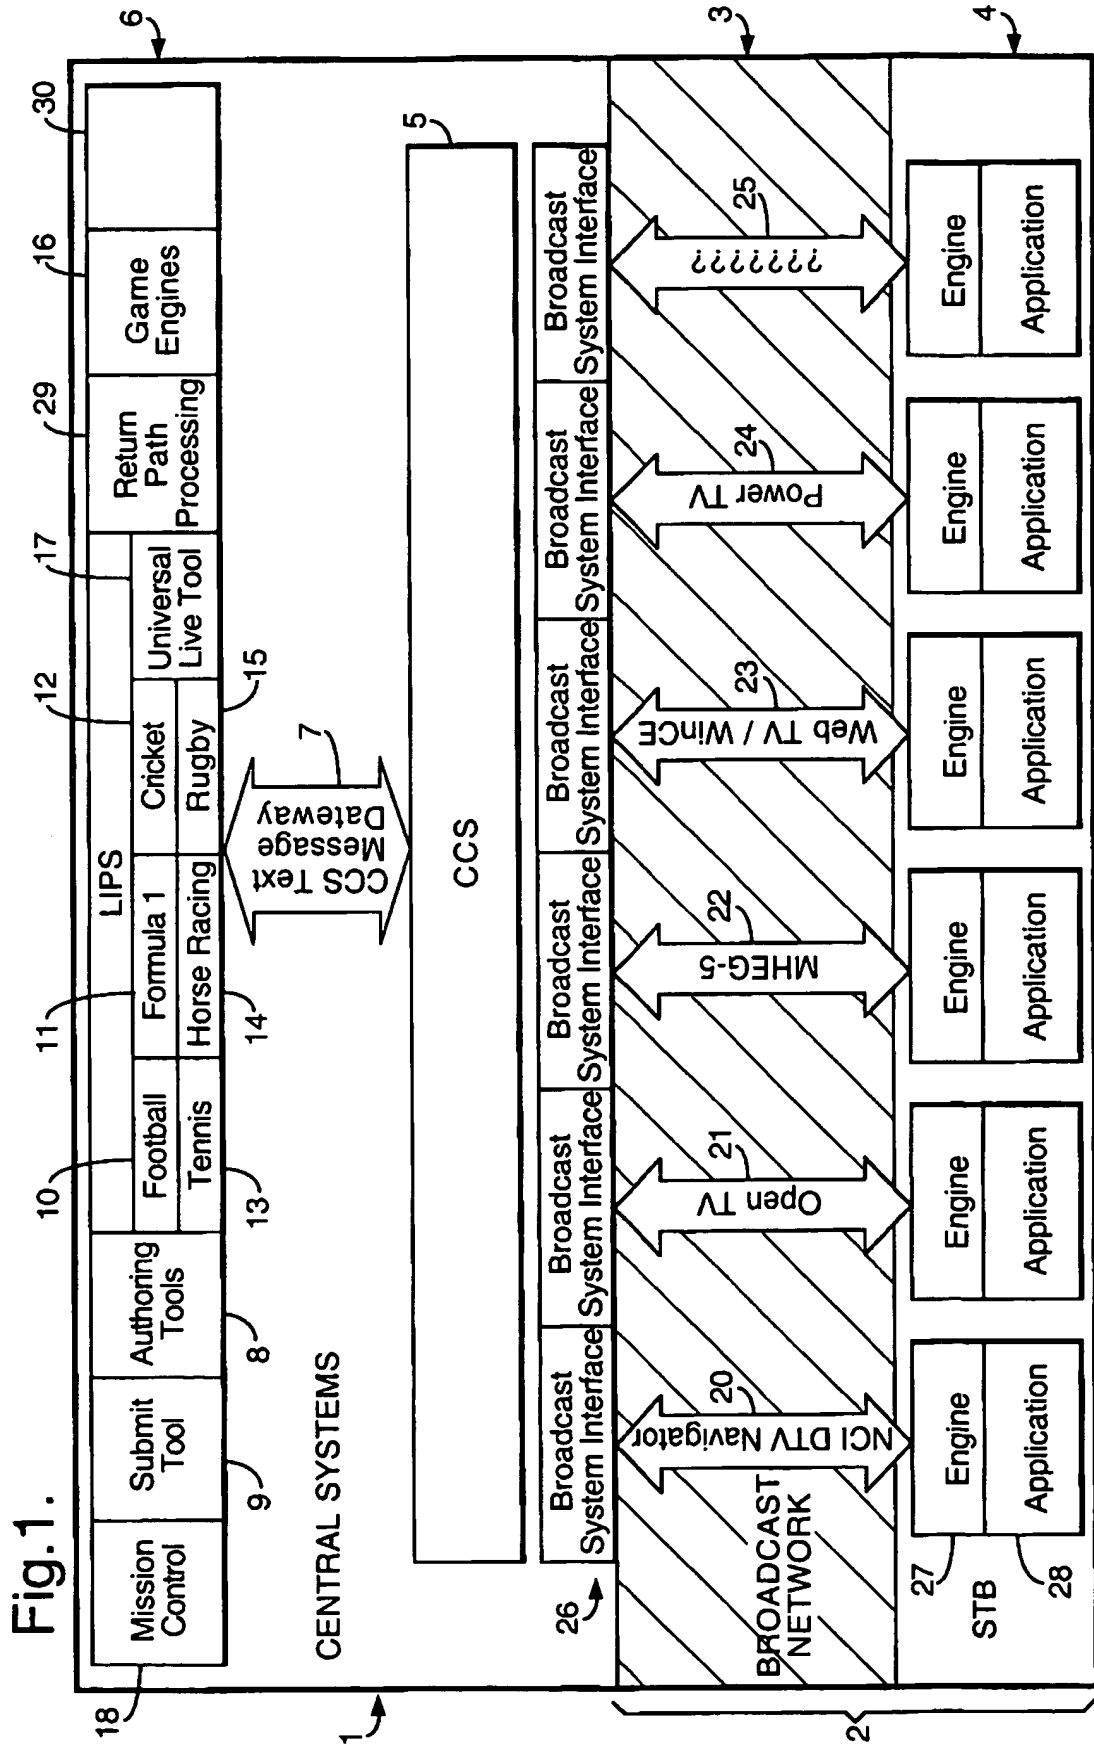 Fig.1.
6
30
16
29
17
12
11
10
Mission
Control
Submit
Tool
Authoring
Tools
LIPS
Football
Formula 1
Cricket
Tennis
Horse Racing
Rugby
Universal
Live Tool
Return
Path
Processing
Game
Engines
18
9
8
13
14
15
CENTRAL SYSTEMS
CCS Text
Message
Dateway
7
1
5
CCS
26
Broadcast
System Interface
Broadcast
System Interface
Broadcast
System Interface
Broadcast
System Interface
Broadcast
System Interface
Broadcast
System Interface
BROADCAST
NETWORK
NCI DTV Navigator
20
Open TV
21
MHEG-5
22
Web TV / WinCE
23
Power TV
24
???????
25
3
2
27
STB
28
Engine
Application
Engine
Application
Engine
Application
Engine
Application
Engine
Application
Engine
Application
4